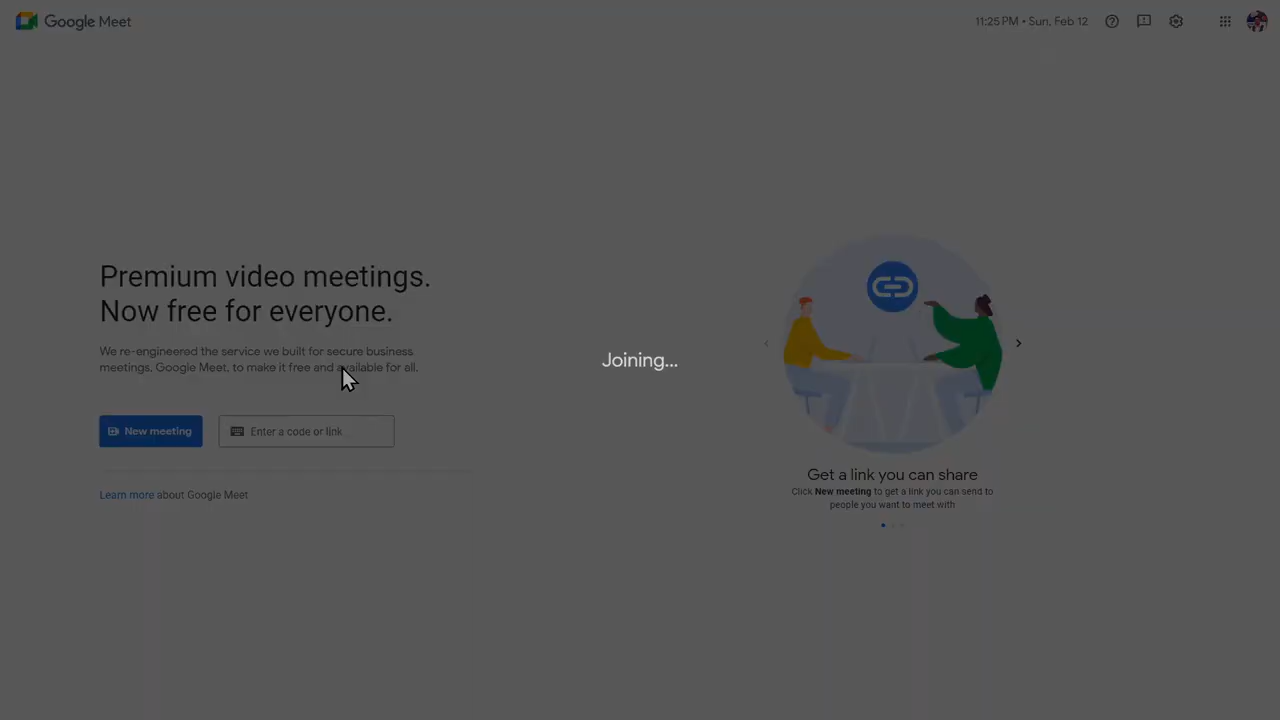 Google Meet
11:25 PM • Sun, Feb 12
Premium video meetings.
Now free for everyone.
We re-engineered the service we built for secure business
meetings, Google Meet, to make it free and available for all.
New meeting
Enter a code or link
Learn more about Google Meet
Joining...
Get a link you can share
Click New meeting to get a link you can send to
people you want to meet with